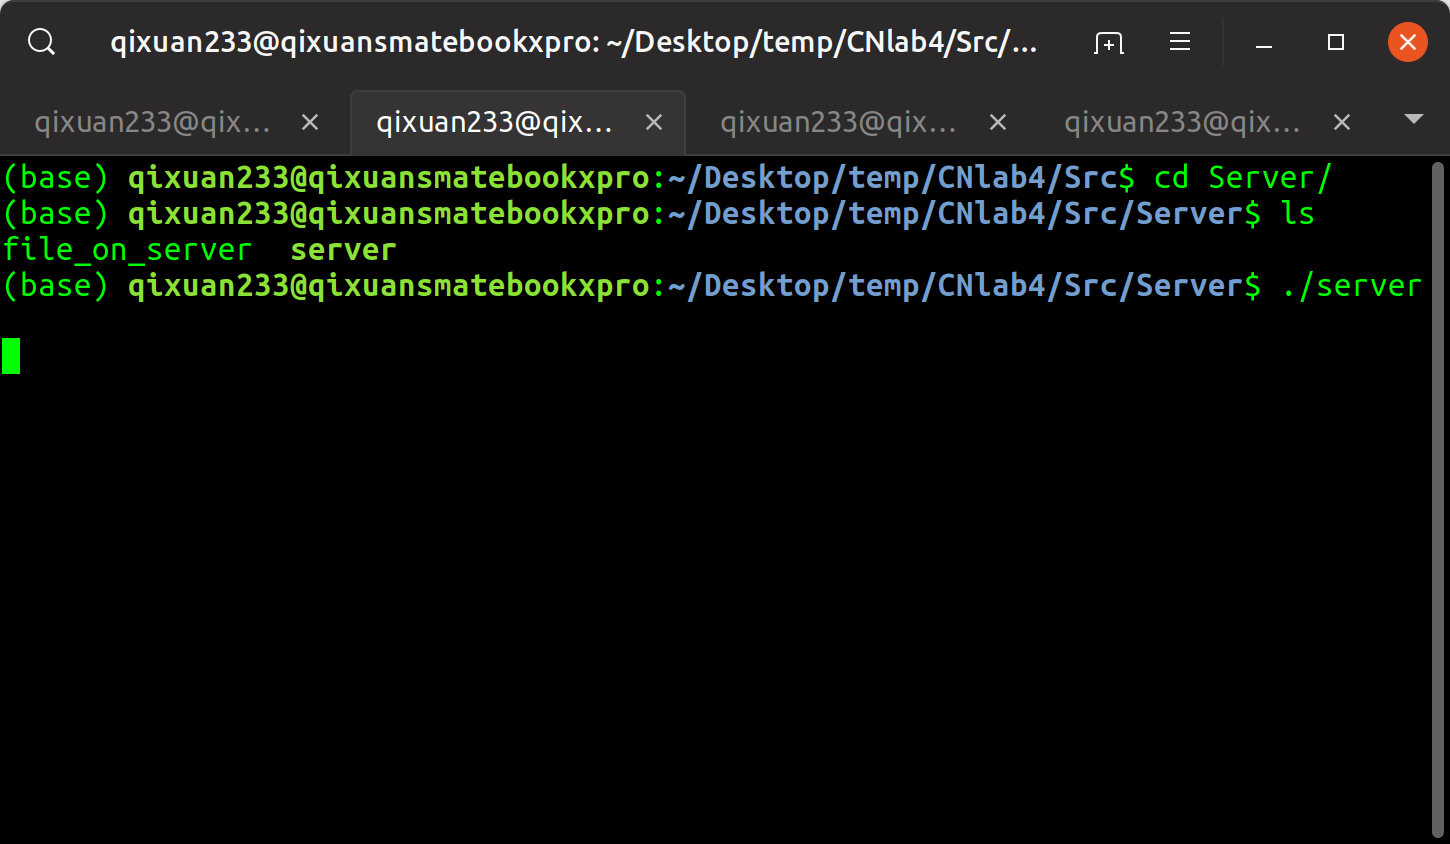 qixuan233@qixuansmatebookxpro: ~/Desktop/temp/CNlab4/Src/...
qixuan233@qix... qixuan233@qix... qixuan233@qix... qixuan233@qix...
(base) qixuan233@qixuansmatebookxpro:~/Desktop/temp/CNlab4/Src$ cd Server/
(base) qixuan233@qixuansmatebookxpro:~/Desktop/temp/CNlab4/Src/Server$ ls
file_on_server  server
(base) qixuan233@qixuansmatebookxpro:~/Desktop/temp/CNlab4/Src/Server$ ./server